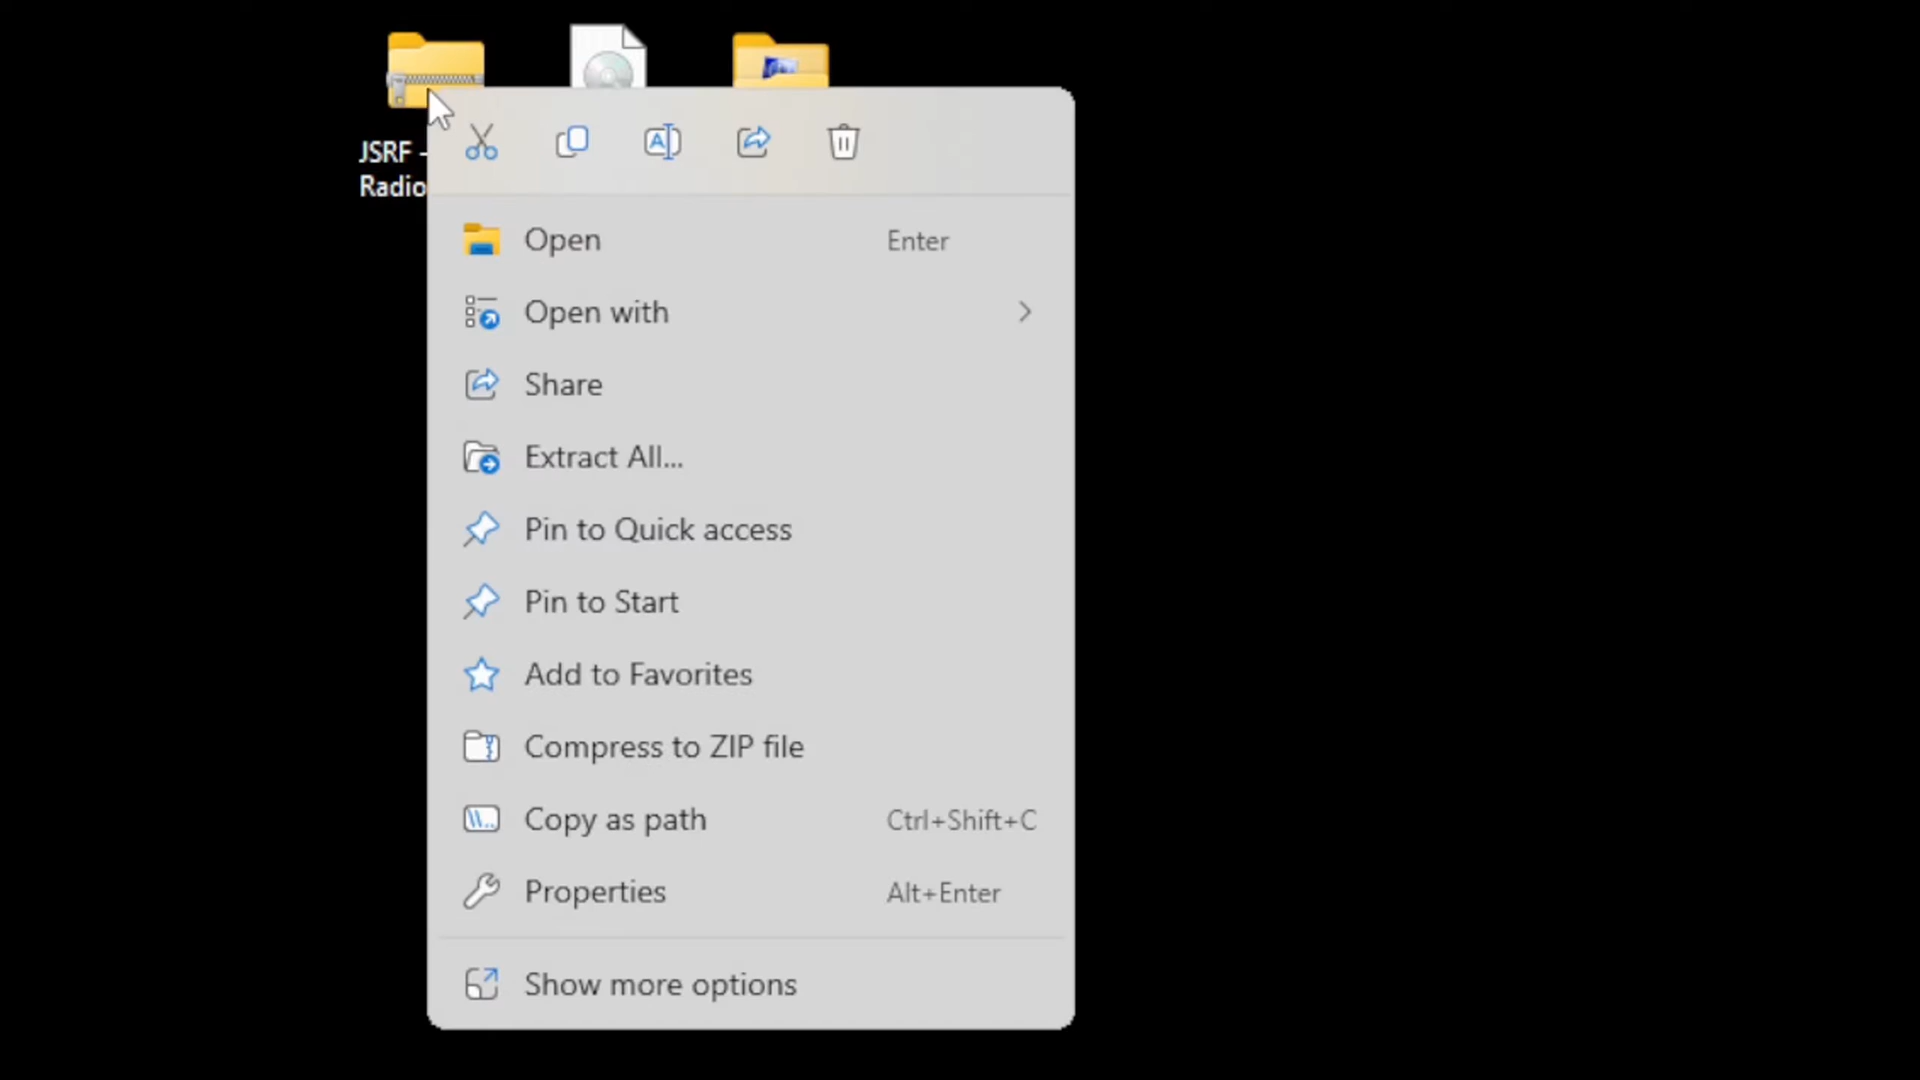 JSRF -
Radio
Open Enter
Open with
Share
Extract All...
Pin to Quick access
Pin to Start
Add to Favorites
Compress to ZIP file
Copy as path Ctrl+Shift+C
Properties Alt+Enter
Show more options